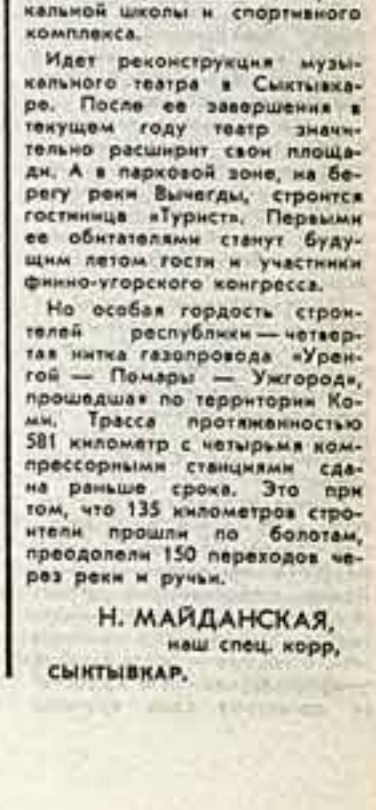 кальной школы и спортивного
комплекса.
Идет реконструкция музы-
кального театра в Сыктывка-
ре. После ее завершения в
текущем году театр значи-
тельно расширит свои площа-
ди. А в парковой зоне, на бе-
регу реки Вычегды, строится
гостиница «Турист». Первыми
ее обитателями станут буду-
щим летом гости и участники
финно-угорского конгресса.
Но особая гордость строи-
телей республики — четвер-
тая нитка газопровода «Урен-
гой — Помары — Ужгород»,
прошедшая по территории Ко-
ми. Трасса протяженностью
581 километр с четырьмя ком-
прессорными станциями сда-
на раньше срока. Это при
том, что 135 километров стро-
ители прошли по болотам,
преодолели 150 переходов че-
рез реки и ручьи.
Н. МАЙДАНСКАЯ,
наш спец. корр,
СЫКТЫВКАР.